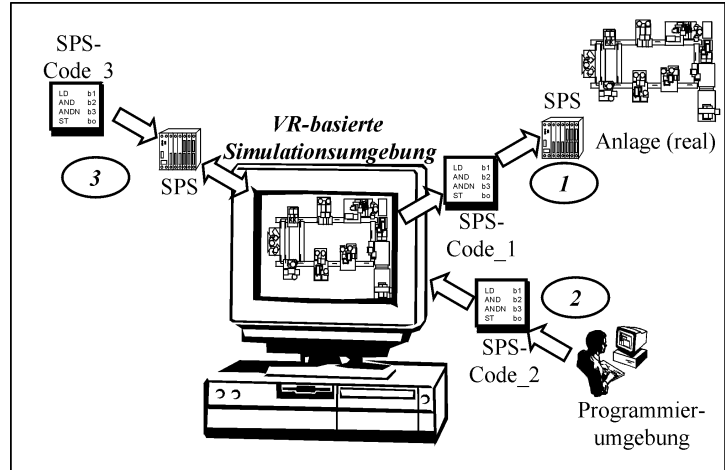 SPS-
Code_3
LD b1
AND b2
ANDN b3
ST bo
3
SPS
VR-basierte
Simulationsumgebung
LD b1
AND b2
ANDN b3
ST bo
SPS-
Code_1
SPS
1
Anlage (real)
LD b1
AND b2
ANDN b3
ST bo
SPS-
Code_2
2
Programmier-
umgebung